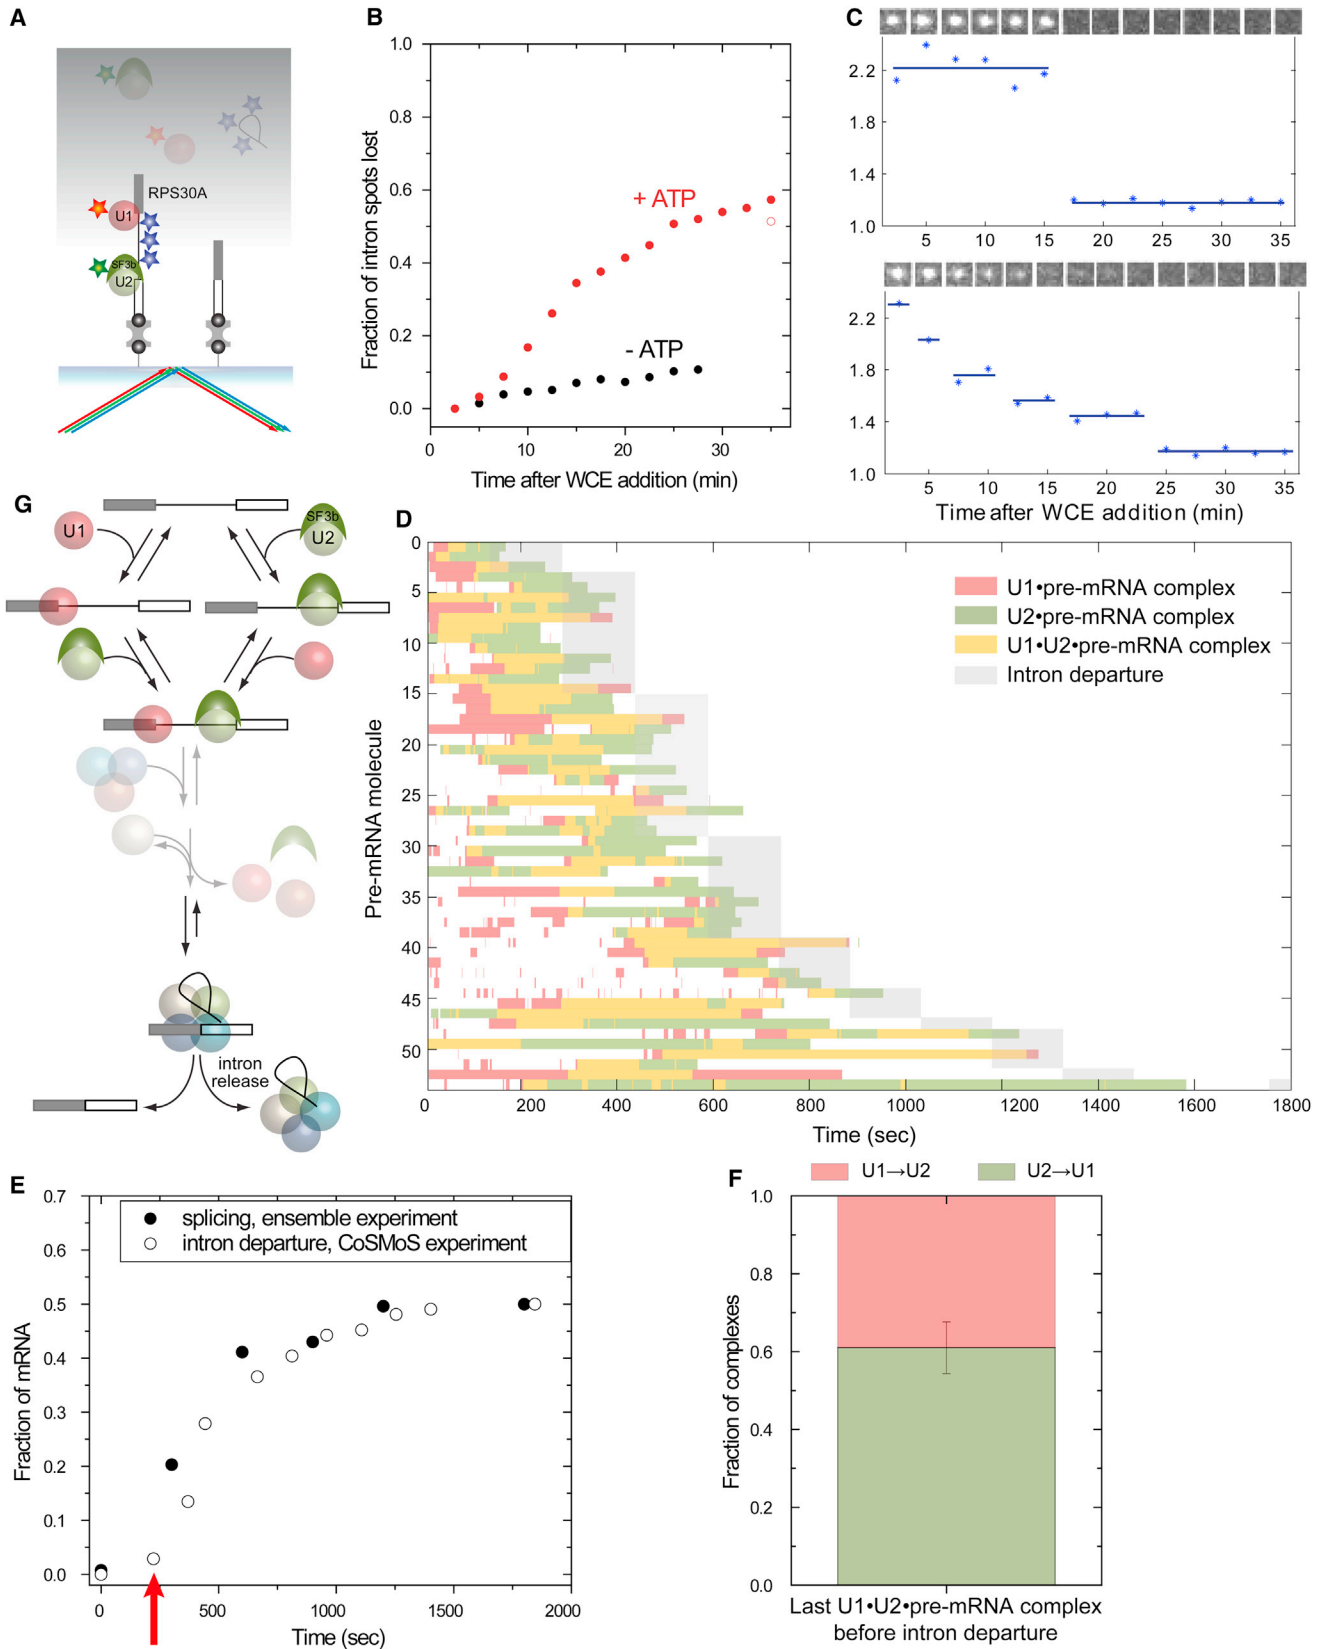 A
RPS30A
U1
SF3b
U2
B
Fraction of intron spots lost
1.0
0.8
0.6
0.4
0.2
0.0
+ ATP
- ATP
0
10
20
30
Time after WCE addition (min)
C
2.2
1.8
1.4
1.0
5
10
15
20
25
30
35
2.2
1.8
1.4
1.0
5
10
15
20
25
30
35
Time after WCE addition (min)
G
U1
SF3b
U2
intron
release
D
Pre-mRNA molecule
0
5
10
15
20
25
30
35
40
45
50
U1•pre-mRNA complex
U2•pre-mRNA complex
U1•U2•pre-mRNA complex
Intron departure
0
200
400
600
800
1000
1200
1400
1600
1800
Time (sec)
E
Fraction of mRNA
0.7
0.6
0.5
0.4
0.3
0.2
0.1
0.0
splicing, ensemble experiment
intron departure, CoSMoS experiment
0
500
1000
1500
2000
Time (sec)
F
U1→U2
U2→U1
Fraction of complexes
1.0
0.8
0.6
0.4
0.2
0.0
Last U1•U2•pre-mRNA complex
before intron departure